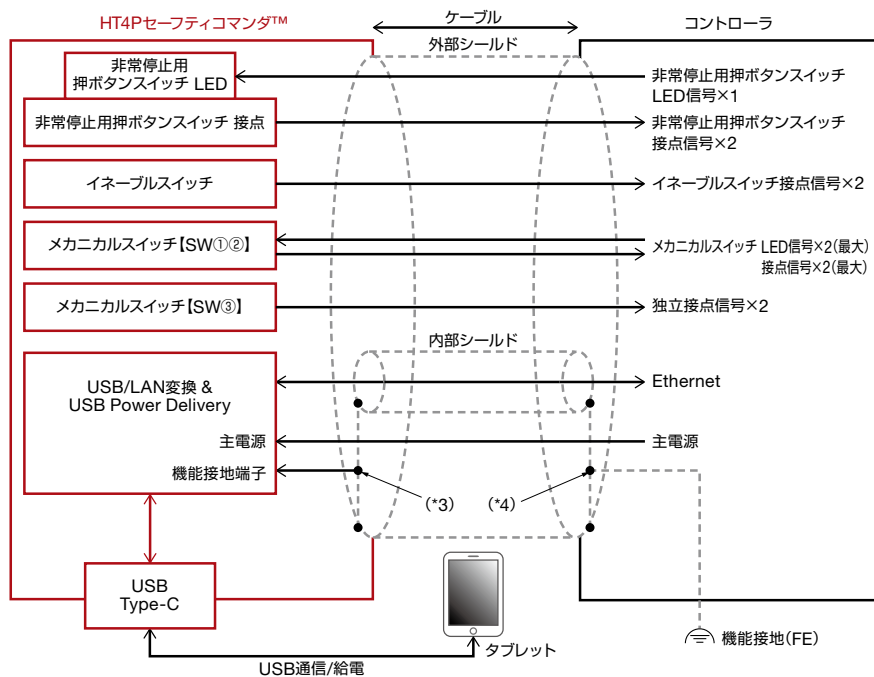 HT4Pセーフティコマンダ™
ケーブル
コントローラ
外部シールド
非常停止用
押ボタンスイッチ LED
非常停止用押ボタンスイッチ
LED信号×1
非常停止用押ボタンスイッチ 接点
非常停止用押ボタンスイッチ
接点信号×2
イネーブルスイッチ
イネーブルスイッチ接点信号×2
メカニカルスイッチ【SW①②】
メカニカルスイッチ LED信号×2(最大)
接点信号×2(最大)
メカニカルスイッチ【SW③】
独立接点信号×2
内部シールド
USB/LAN変換 &
USB Power Delivery
Ethernet
主電源
主電源
機能接地端子
(*3)
(*4)
USB
Type-C
タブレット
機能接地(FE)
USB通信/給電